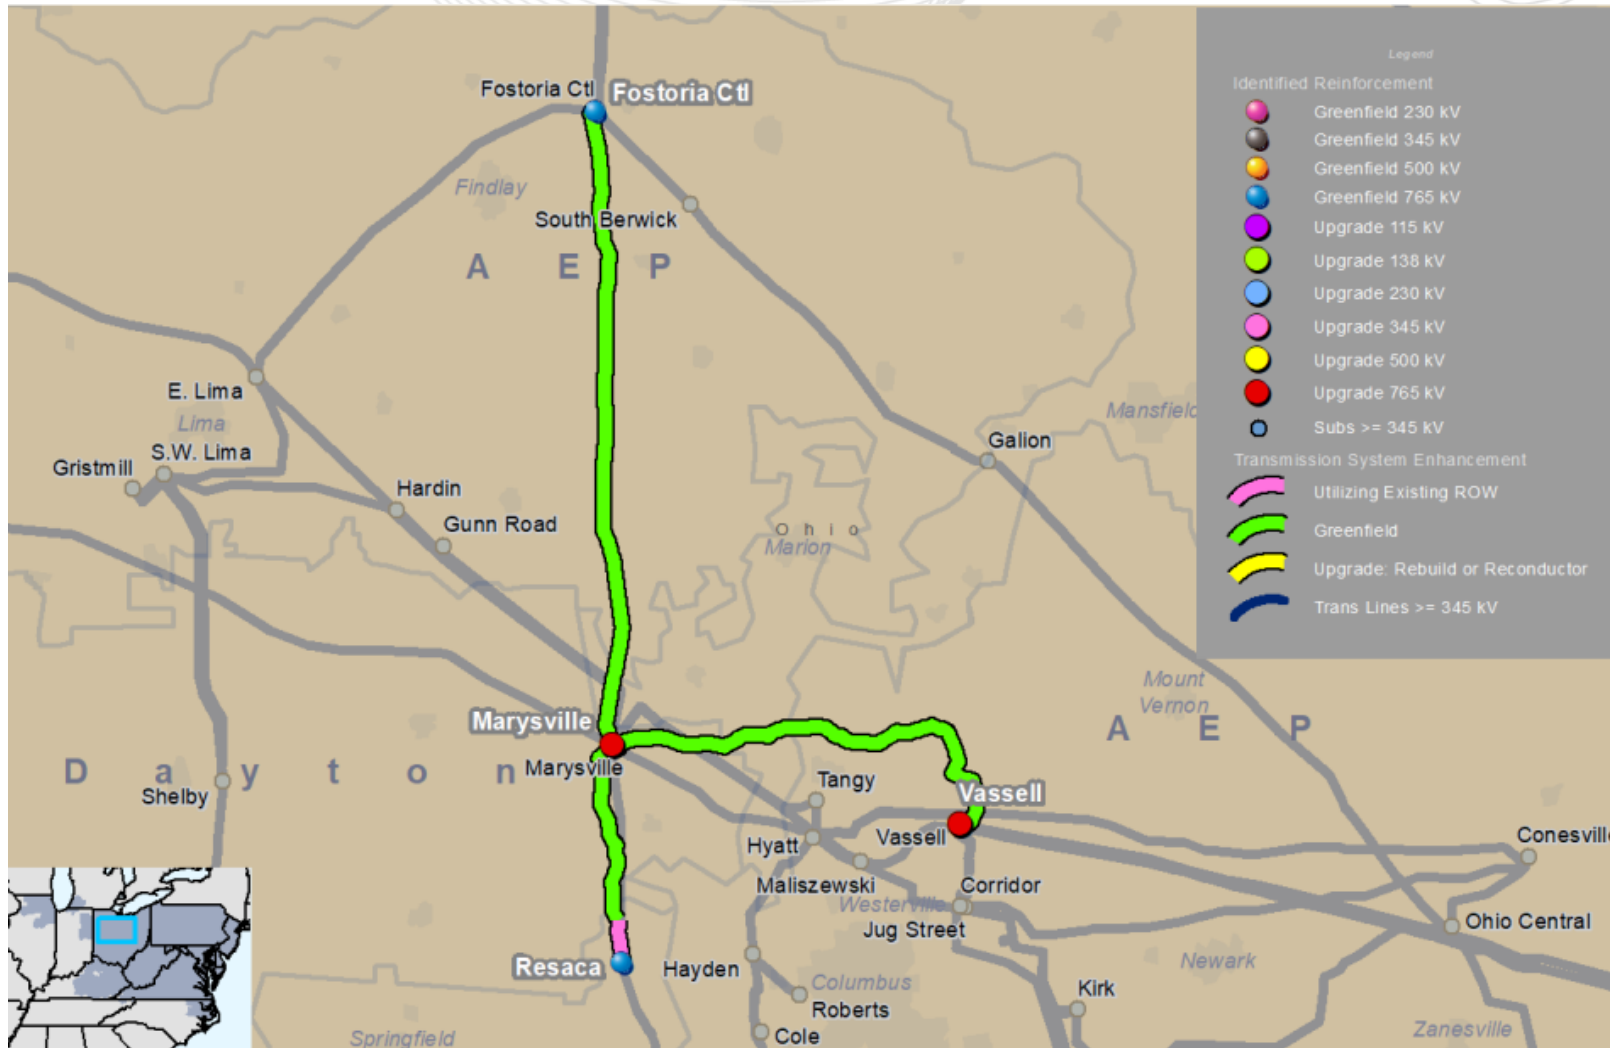 Fostoria Ctl
Fostoria Ctl
Findlay
South Berwick
A E P
E. Lima
Lima
S.W. Lima
Gristmill
Hardin
Gunn Road
Galion
Mansfield
Ohio
Marion
Mount
Vernon
A E P
Marysville
Marysville
Dayton
Shelby
Tangy
Vassell
Vassell
Hyatt
Maliszewski
Corridor
Westerville
Jug Street
Conesville
Ohio Central
Resaca
Hayden
Columbus
Roberts
Cole
Newark
Kirk
Zanesville
Springfield
Legend
Identified Reinforcement
Greenfield 230 kV
Greenfield 345 kV
Greenfield 500 kV
Greenfield 765 kV
Upgrade 115 kV
Upgrade 138 kV
Upgrade 230 kV
Upgrade 345 kV
Upgrade 500 kV
Upgrade 765 kV
Subs >= 345 kV
Transmission System Enhancement
Utilizing Existing ROW
Greenfield
Upgrade: Rebuild or Reconductor
Trans Lines >= 345 kV